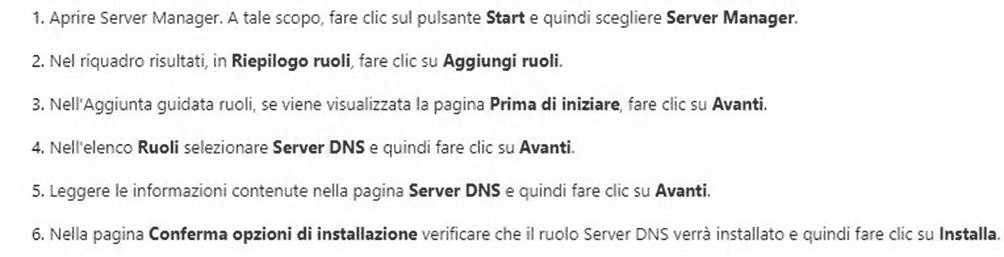 1. Aprire Server Manager. A tale scopo, fare clic sul pulsante Start e quindi scegliere Server Manager.
2. Nel riquadro risultati, in Riepilogo ruoli, fare clic su Aggiungi ruoli.
3. Nell'Aggiunta guidata ruoli, se viene visualizzata la pagina Prima di iniziare, fare clic su Avanti.
4. Nell'elenco Ruoli selezionare Server DNS e quindi fare clic su Avanti.
5. Leggere le informazioni contenute nella pagina Server DNS e quindi fare clic su Avanti.
6. Nella pagina Conferma opzioni di installazione verificare che il ruolo Server DNS verrà installato e quindi fare clic su Installa.